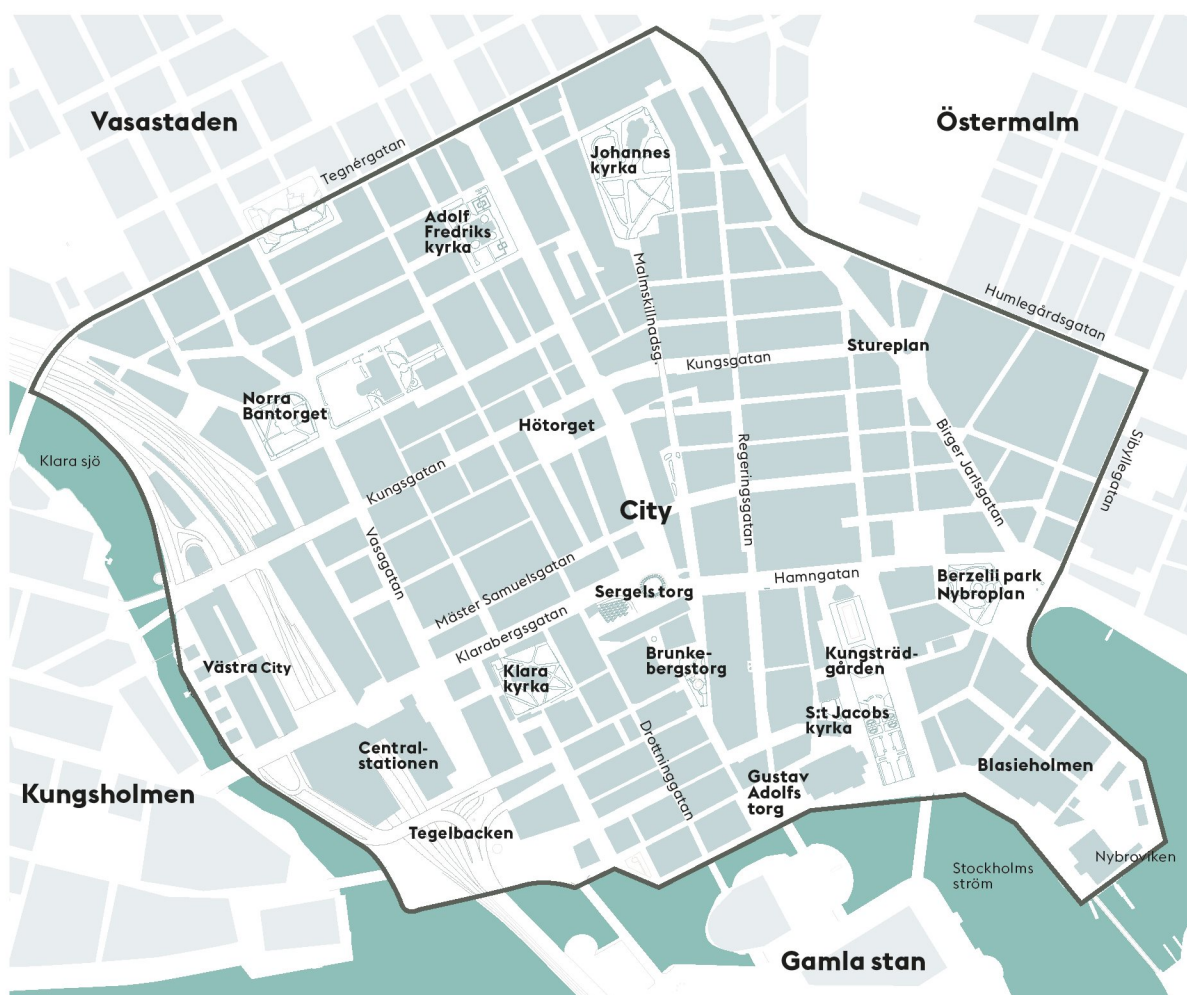 Vasastaden
Östermalm
Tegnérgatan
Johannes
kyrka
Adolf
Fredriks
kyrka
Malmskillnadsg.
Humlegårdsgatan
Stureplan
Kungsgatan
Norra
Bantorget
Hötorget
Birger Jarlsgatan
Sibyllegatan
Klara sjö
Kungsgatan
Regeringsgatan
City
Vasagatan
Mäster Samuelsgatan
Hamngatan
Berzelii park
Nybroplan
Sergels torg
Klarabergsgatan
Västra City
Klara
kyrka
Brunke-
bergstorg
Kungsträd-
gården
S:t Jacobs
kyrka
Central-
stationen
Drottninggatan
Blasieholmen
Gustav
Adolfs
torg
Kungsholmen
Tegelbacken
Nybroviken
Stockholms
ström
Gamla stan